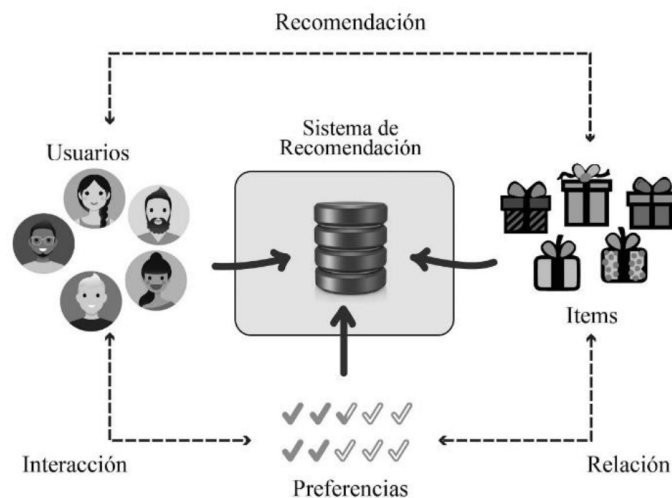 Recomendación
Usuarios
Sistema de
Recomendación
Items
Interacción
Preferencias
Relación